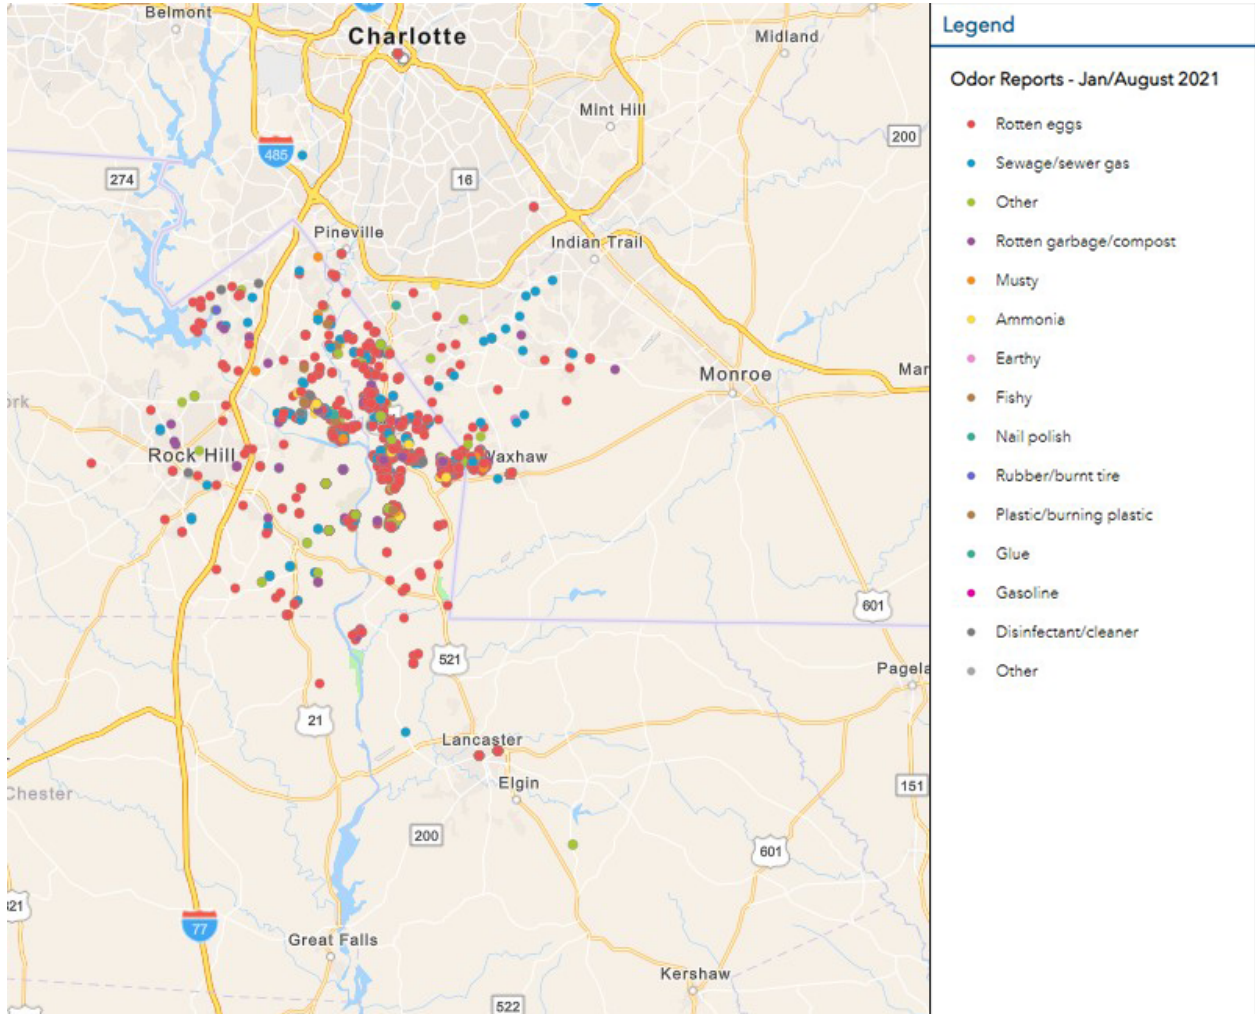 Belmont
Charlotte
Midland
Mint Hill
485
200
274
16
Pineville
Indian Trail
Monroe
Mar
ork
Rock Hill
Waxhaw
601
521
Pagela
21
Lancaster
Elgin
151
Chester
200
601
321
77
Great Falls
Kershaw
522
Legend
Odor Reports - Jan/August 2021
Rotten eggs
Sewage/sewer gas
Other
Rotten garbage/compost
Musty
Ammonia
Earthy
Fishy
Nail polish
Rubber/burnt tire
Plastic/burning plastic
Glue
Gasoline
Disinfectant/cleaner
Other